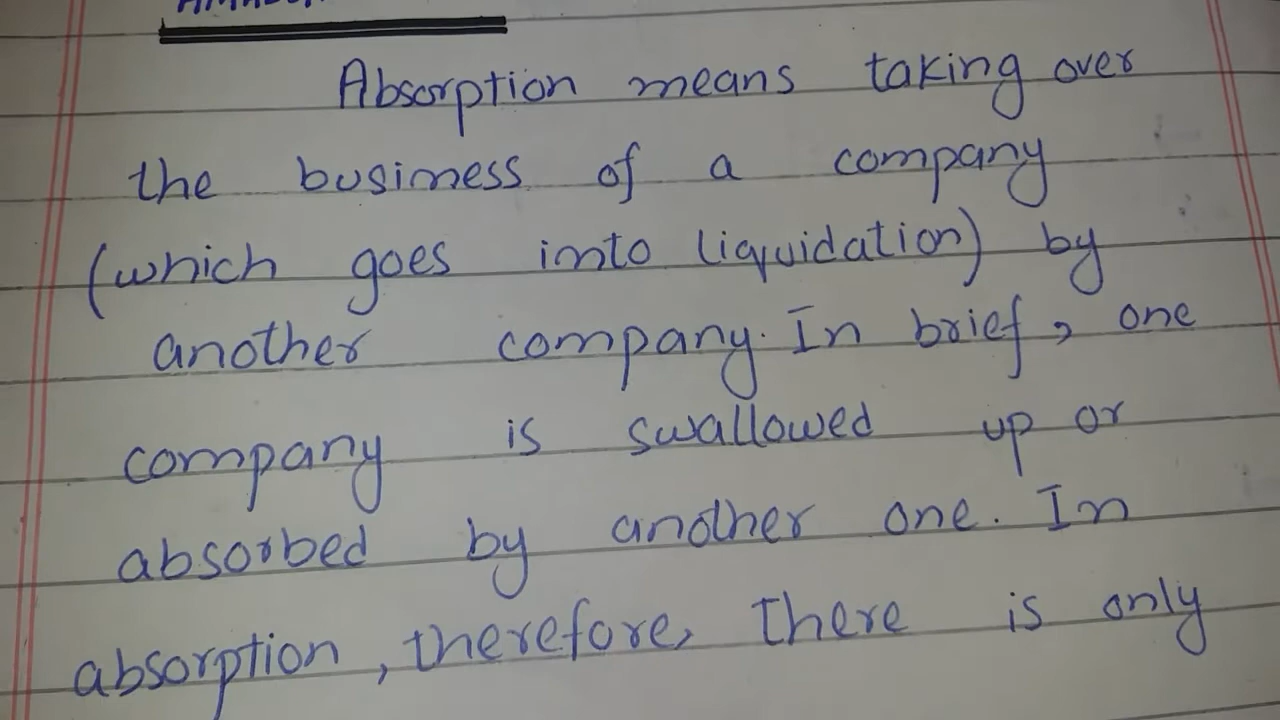 Absorption means taking over
the business of a company
(which goes into liquidation) by
another company. In brief, one
company is swallowed up or
absorbed by another one. In
absorption, therefore, there is only